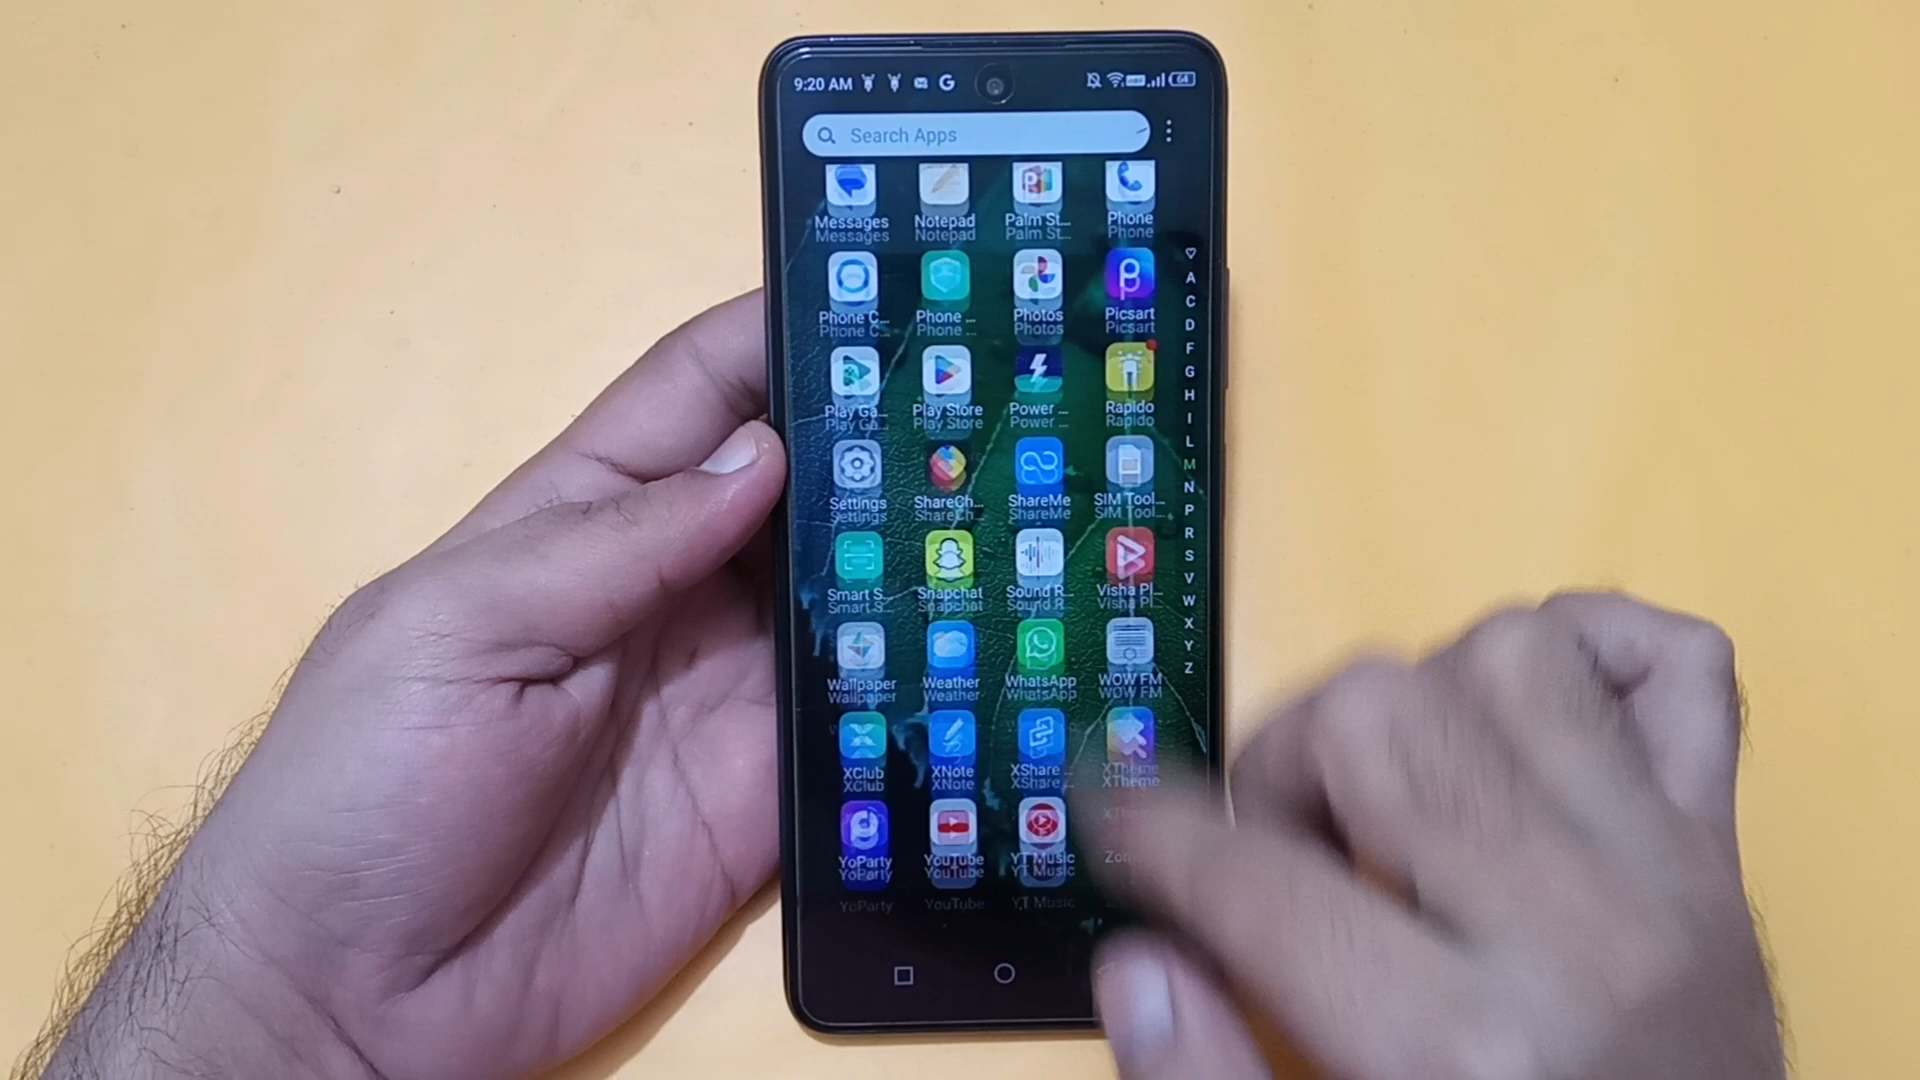 9:20 AM G 64
Search Apps
Messages Notepad Palm St... Phone
Phone C... Phone ... Photos Picsart
Play Ga... Play Store Power ... Rapido
Settings ShareCh... ShareMe SIM Tool...
Smart S... Snapchat Sound R... Visha Pl...
Wallpaper Weather WhatsApp WOW FM
XClub XNote XShare ... XTheme
YoParty YouTube YT Music
A
C
D
F
G
H
I
L
M
N
P
R
S
V
W
X
Y
Z